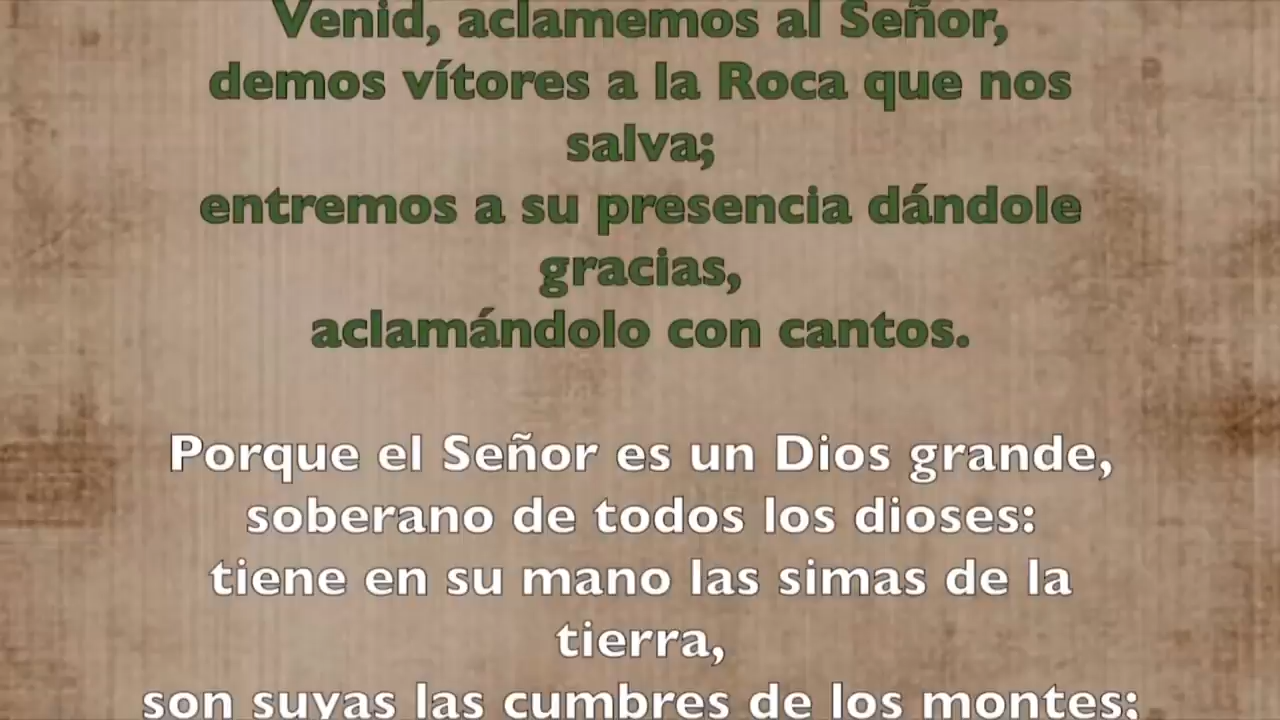 Venid, aclamemos al Señor,
demos vítores a la Roca que nos
salva;
entremos a su presencia dándole
gracias,
aclamándolo con cantos.
Porque el Señor es un Dios grande,
soberano de todos los dioses:
tiene en su mano las simas de la
tierra,
son suyas las cumbres de los montes;